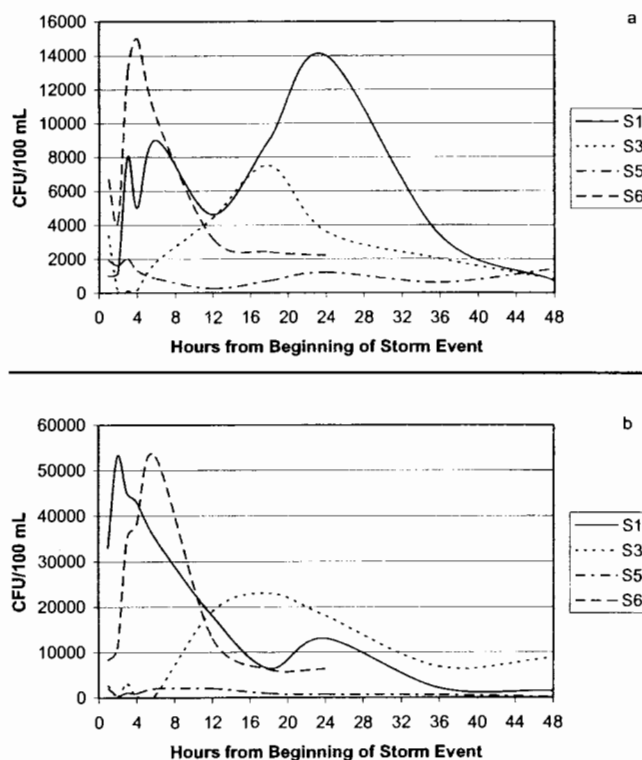 a
16000
14000
12000
10000
8000
6000
4000
2000
0
CFU/100 mL
0 4 8 12 16 20 24 28 32 36 40 44 48
Hours from Beginning of Storm Event
S1
S3
S5
S6
b
60000
50000
40000
30000
20000
10000
0
CFU/100 mL
0 4 8 12 16 20 24 28 32 36 40 44 48
Hours from Beginning of Storm Event
S1
S3
S5
S6